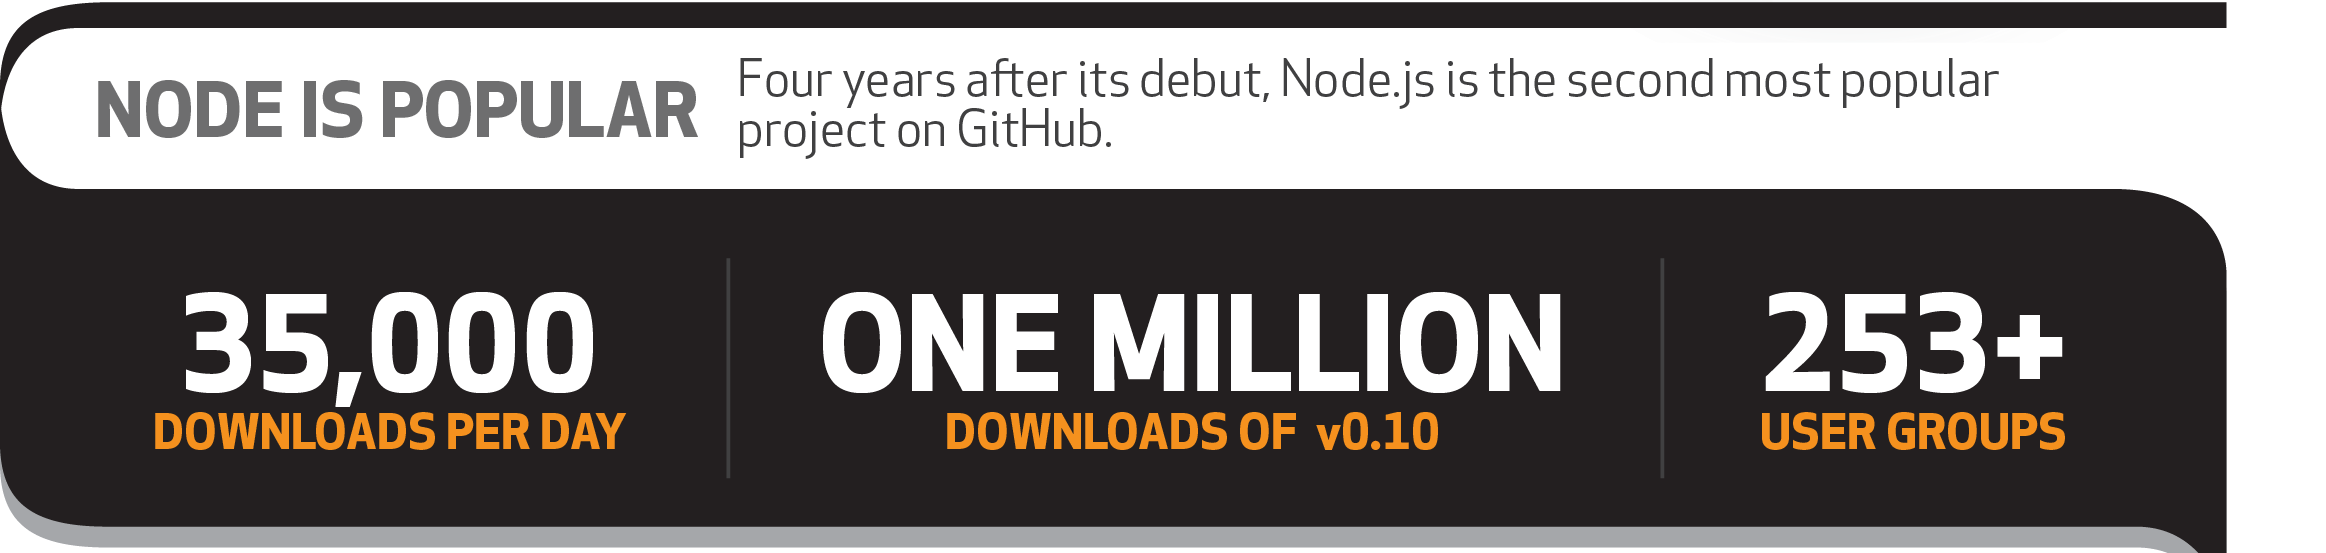 NODE IS POPULAR
Four years after its debut, Node.js is the second most popular
project on GitHub.
35,000
DOWNLOADS PER DAY
ONE MILLION
DOWNLOADS OF v0.10
253+
USER GROUPS